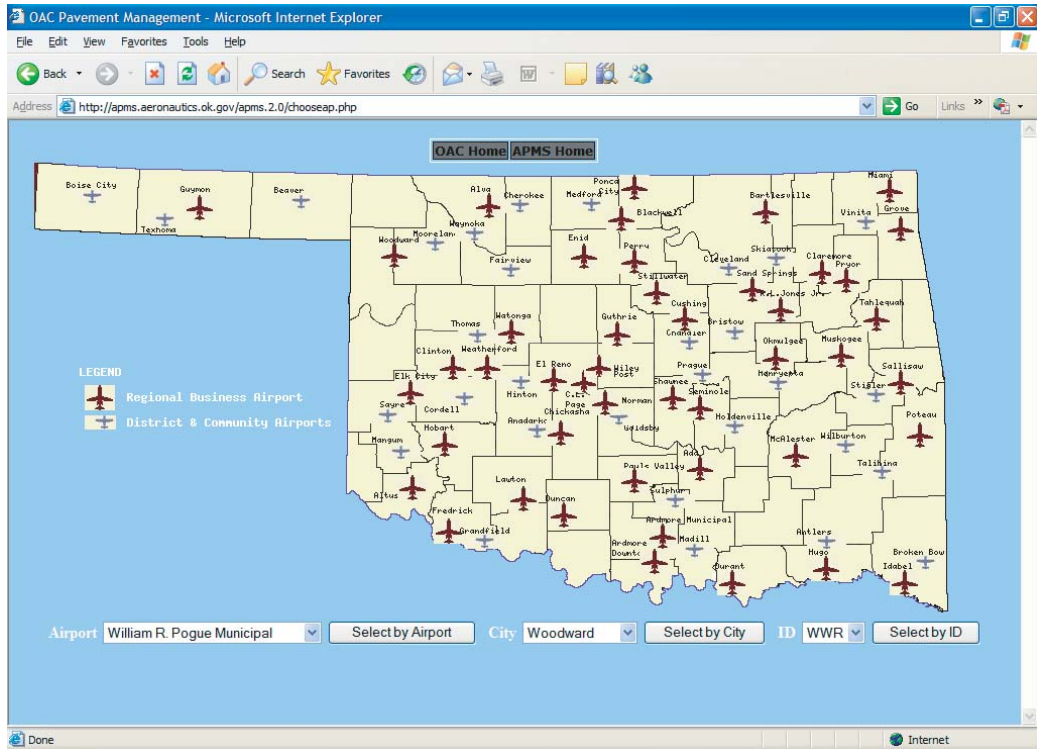 OAC Pavement Management - Microsoft Internet Explorer
File Edit View Favorites Tools Help
Back Search Favorites
Address http://apms.aeronautics.ok.gov/apms.2.0/chooseap.php Go Links »
OAC Home APMS Home
Boise City
Guymon
Beaver
Texhoma
Alva
Cherokee
Medford
Ponca City
Blackwell
Bartlesville
Miami
Vinita
Grove
Waynoka
Moorelan
Woodward
Fairview
Enid
Perry
Cleveland
Skiatook
Claremore
Pryor
Sand Springs
Stillwater
R.L.Jones Jr.
Cushing
Tahlequah
Thomas
Watonga
Guthrie
Chandler
Bristow
Okmulgee
Muskogee
Clinton
Weatherford
El Reno
Wiley Post
Prague
Henryetta
Sallisaw
Stigler
Elk City
Hinton
C.E. Page
Shawnee
Seminole
Sayre
Cordell
Chickasha
Norman
Holdenville
Poteau
Hobart
Anadarko
Goldsby
Mangum
McAlester
Wilburton
Ada
Talihina
Pauls Valley
Altus
Lawton
Duncan
Sulphur
Fredrick
Grandfield
Ardmore Municipal
Ardmore
Madill
Antlers
Durant
Hugo
Broken Bow
Idabel
LEGEND
Regional Business Airport
District & Community Airports
Airport William R. Pogue Municipal Select by Airport City Woodward Select by City ID WWR Select by ID
Done Internet